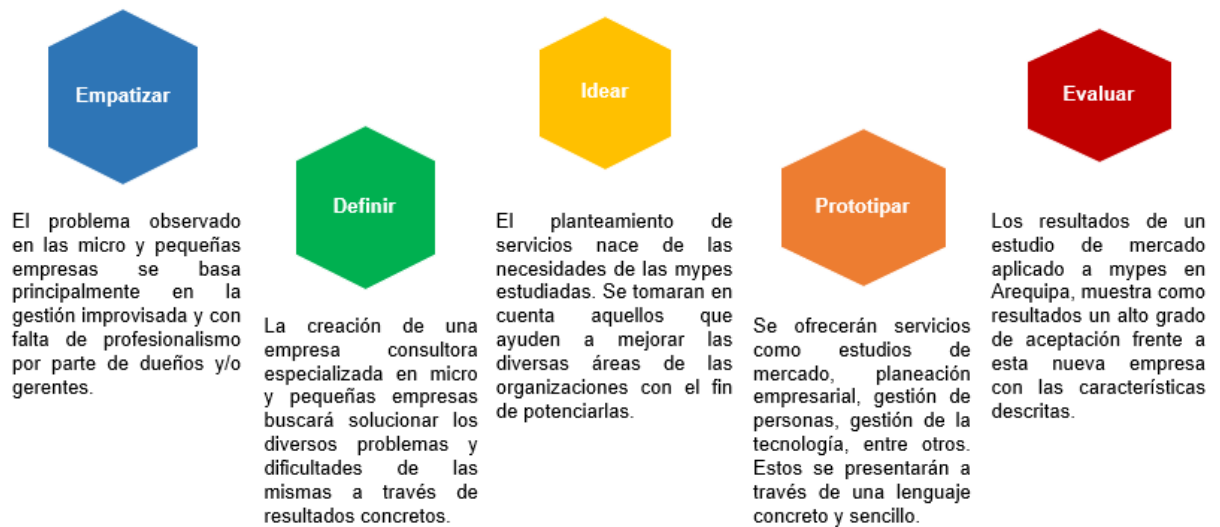 Empatizar
El problema observado
en las micro y pequeñas
empresas se basa
principalmente en la
gestión improvisada y con
falta de profesionalismo
por parte de dueños y/o
gerentes.
Definir
La creación de una
empresa consultora
especializada en micro
y pequeñas empresas
buscará solucionar los
diversos problemas y
dificultades de las
mismas a través de
resultados concretos.
Idear
El planteamiento de
servicios nace de las
necesidades de las mypes
estudiadas. Se tomaran en
cuenta aquellos que
ayuden a mejorar las
diversas áreas de las
organizaciones con el fin
de potenciarlas.
Prototipar
Se ofrecerán servicios
como estudios de
mercado, planeación
empresarial, gestión de
personas, gestión de la
tecnología, entre otros.
Estos se presentarán a
través de una lenguaje
concreto y sencillo.
Evaluar
Los resultados de un
estudio de mercado
aplicado a mypes en
Arequipa, muestra como
resultados un alto grado
de aceptación frente a
esta nueva empresa
con las características
descritas.